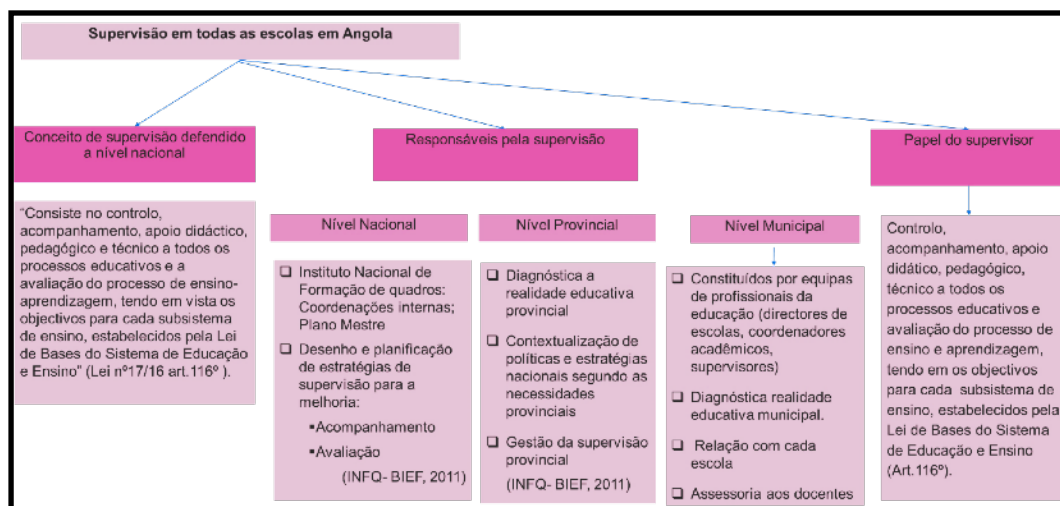 Supervisão em todas as escolas em Angola
Conceito de supervisão defendido
a nível nacional
Responsáveis pela supervisão
Papel do supervisor
"Consiste no controlo,
acompanhamento, apoio didáctico,
pedagógico e técnico a todos os
processos educativos e a
avaliação do processo de ensino-
aprendizagem, tendo em vista os
objectivos para cada subsistema
de ensino, estabelecidos pela Lei
de Bases do Sistema de Educação
e Ensino" (Lei nº17/16 art.116º ).
Nível Nacional
Instituto Nacional de
Formação de quadros:
Coordenações internas;
Plano Mestre
Desenho e planificação
de estratégias de
supervisão para a
melhoria:
Acompanhamento
Avaliação
(INFQ- BIEF, 2011)
Nível Provincial
Diagnóstica a
realidade educativa
provincial
Contextualização de
políticas e estratégias
nacionais segundo as
necessidades
provinciais
Gestão da supervisão
provincial
(INFQ- BIEF, 2011)
Nível Municipal
Constituídos por equipas
de profissionais da
educação (directores de
escolas, coordenadores
acadêmicos,
supervisores)
Diagnóstica realidade
educativa municipal.
Relação com cada
escola
Assessoria aos docentes
Controlo,
acompanhamento, apoio
didático, pedagógico,
técnico a todos os
processos educativos e
avaliação do processo de
ensino e aprendizagem,
tendo em os objectivos
para cada subsistema de
ensino, estabelecidos pela
Lei de Bases do Sistema
de Educação e Ensino
(Art.116º).